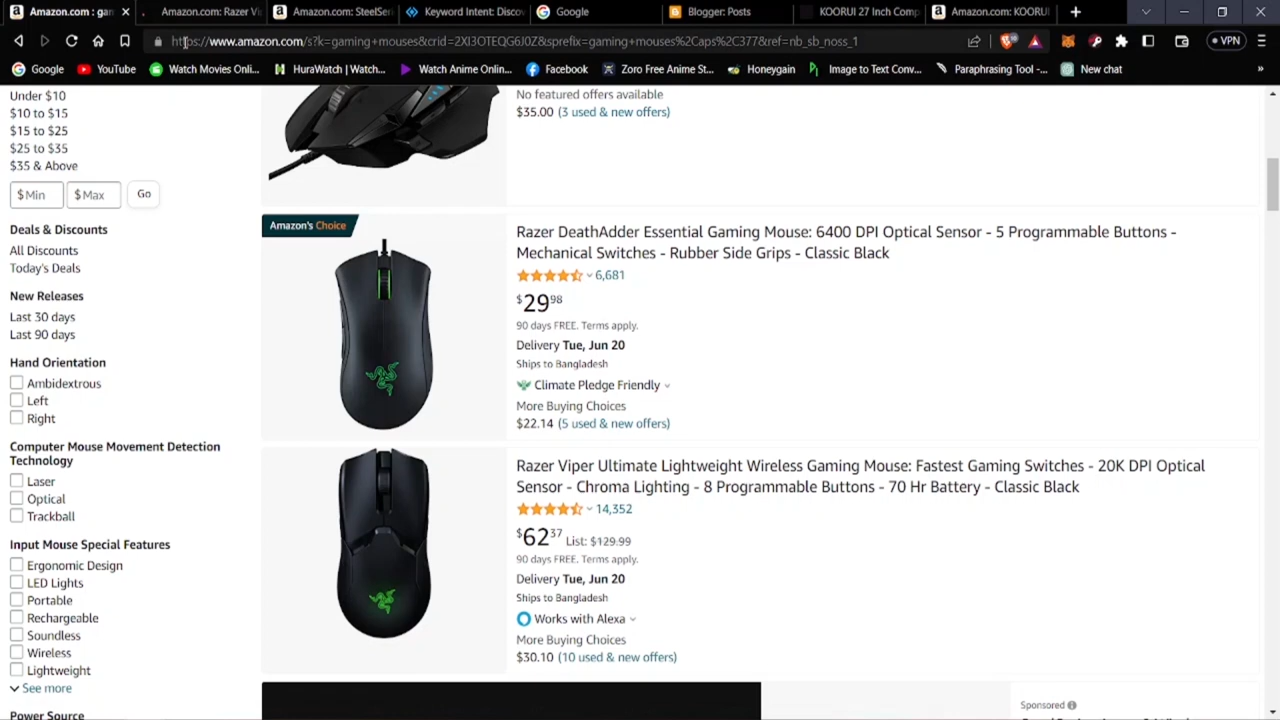 Amazon.com : gam
Amazon.com: Razer Vi
Amazon.com: SteelSeri
Keyword Intent: Discov
Google
Blogger: Posts
KOORUI 27 Inch Comp
Amazon.com: KOORUI
https://www.amazon.com/s?k=gaming+mouses&crid=2XI3OTEQG6J0Z&sprefix=gaming+mouses%2Caps%2C377&ref=nb_sb_noss_1
VPN
Google
YouTube
Watch Movies Onli...
HuraWatch | Watch...
Watch Anime Onlin...
Facebook
Zoro Free Anime St...
Honeygain
Image to Text Conv...
Paraphrasing Tool -...
New chat
»
Under $10
$10 to $15
$15 to $25
$25 to $35
$35 & Above
$ Min
$ Max
Go
Deals & Discounts
All Discounts
Today's Deals
New Releases
Last 30 days
Last 90 days
Hand Orientation
Ambidextrous
Left
Right
Computer Mouse Movement Detection
Technology
Laser
Optical
Trackball
Input Mouse Special Features
Ergonomic Design
LED Lights
Portable
Rechargeable
Soundless
Wireless
Lightweight
See more
Power Source
No featured offers available
$35.00 (3 used & new offers)
Amazon's Choice
Razer DeathAdder Essential Gaming Mouse: 6400 DPI Optical Sensor - 5 Programmable Buttons -
Mechanical Switches - Rubber Side Grips - Classic Black
6,681
$29 98
90 days FREE. Terms apply.
Delivery Tue, Jun 20
Ships to Bangladesh
Climate Pledge Friendly
More Buying Choices
$22.14 (5 used & new offers)
Razer Viper Ultimate Lightweight Wireless Gaming Mouse: Fastest Gaming Switches - 20K DPI Optical
Sensor - Chroma Lighting - 8 Programmable Buttons - 70 Hr Battery - Classic Black
14,352
$62 37 List: $129.99
90 days FREE. Terms apply.
Delivery Tue, Jun 20
Ships to Bangladesh
Works with Alexa
More Buying Choices
$30.10 (10 used & new offers)
Sponsored